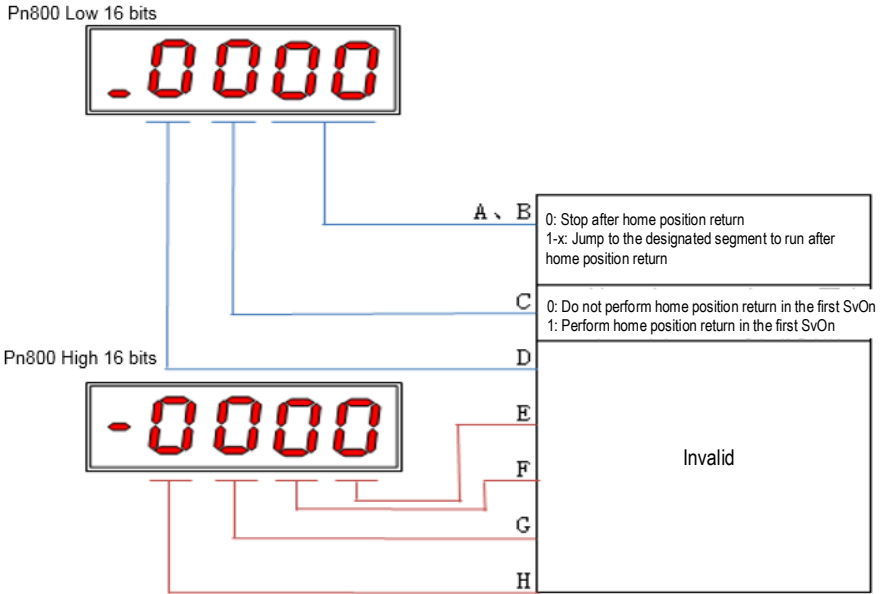 Pn800 Low 16 bits
_0000
A、B
0: Stop after home position return
1-x: Jump to the designated segment to run after
home position return
C
0: Do not perform home position return in the first SvOn
1: Perform home position return in the first SvOn
D
Pn800 High 16 bits
-0000
E
F
Invalid
G
H